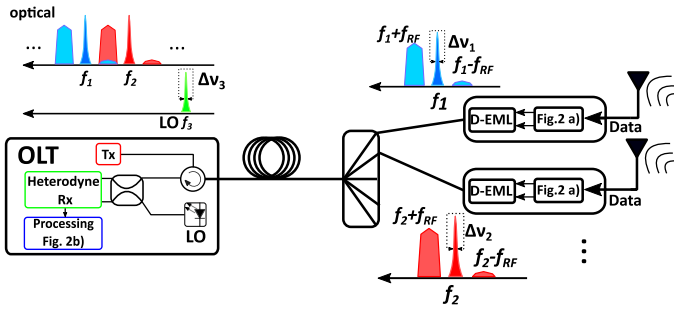 optical
...
...
f1
f2
Δν3
LO f3
f1+fRF
Δν1
f1-fRF
f1
D-EML
Fig.2 a)
Data
OLT
Tx
Heterodyne
Rx
Processing
Fig. 2b)
LO
D-EML
Fig.2 a)
Data
f2+fRF
Δν2
f2-fRF
f2